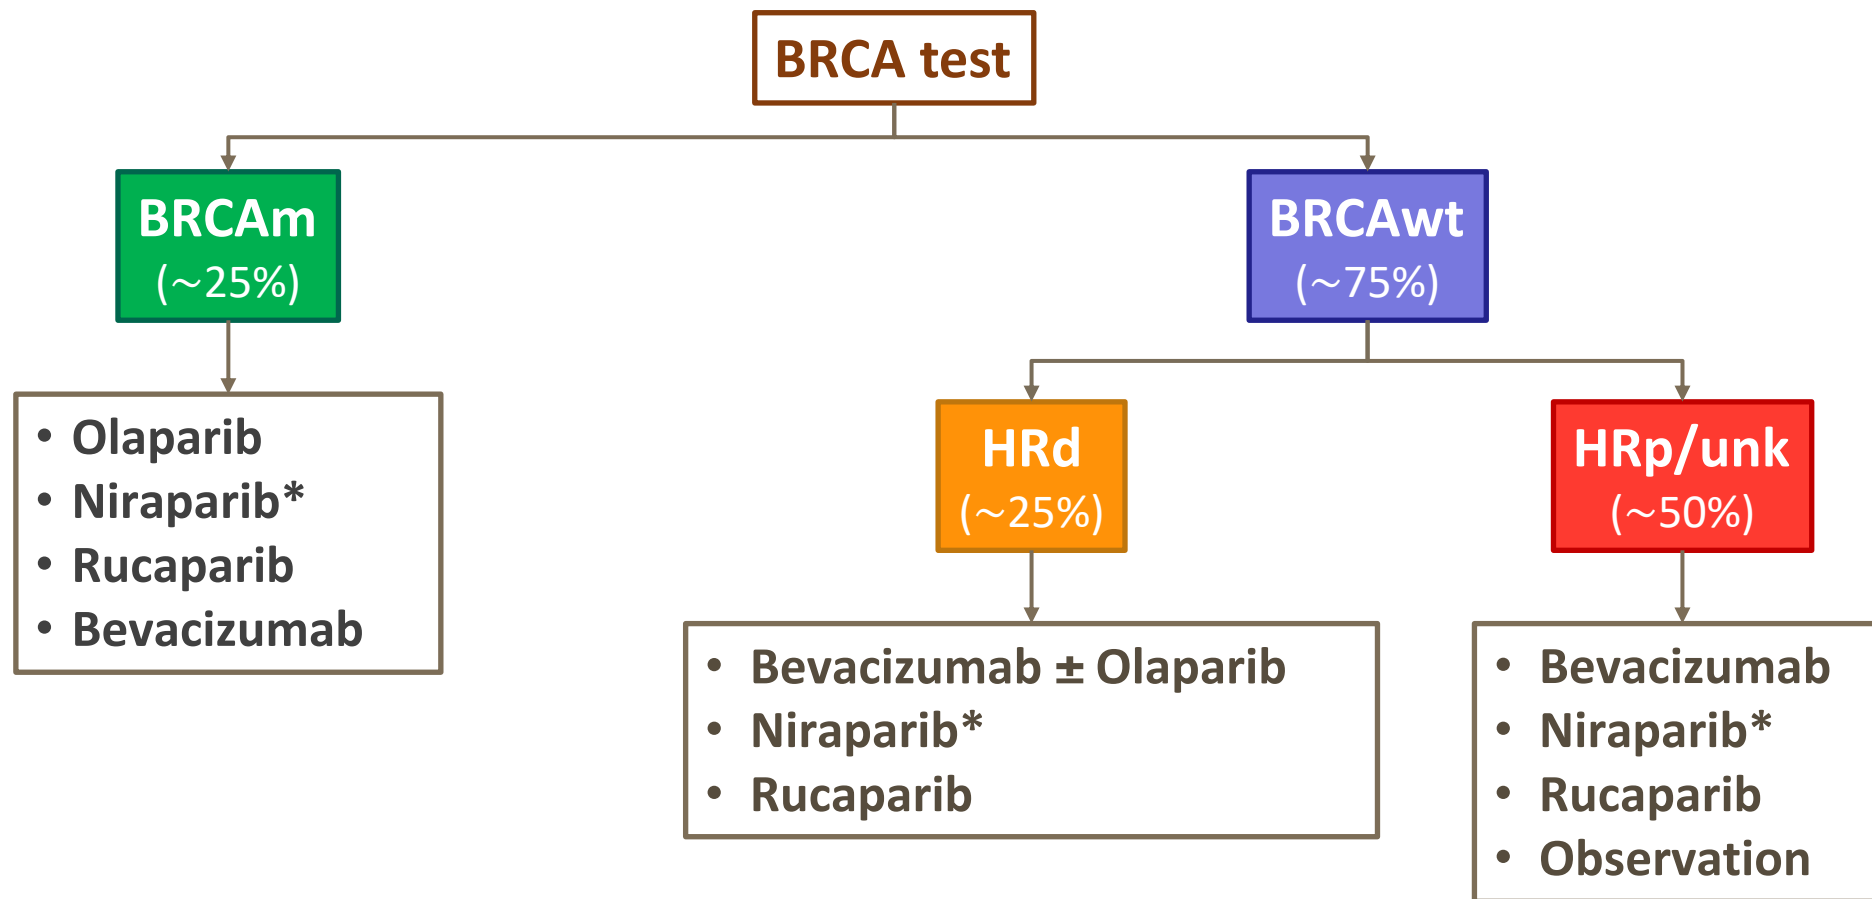 BRCA test
BRCAm
(~25%)
BRCAwt
(~75%)
• Olaparib
• Niraparib*
• Rucaparib
• Bevacizumab
HRd
(~25%)
HRp/unk
(~50%)
• Bevacizumab ± Olaparib
• Niraparib*
• Rucaparib
• Bevacizumab
• Niraparib*
• Rucaparib
• Observation